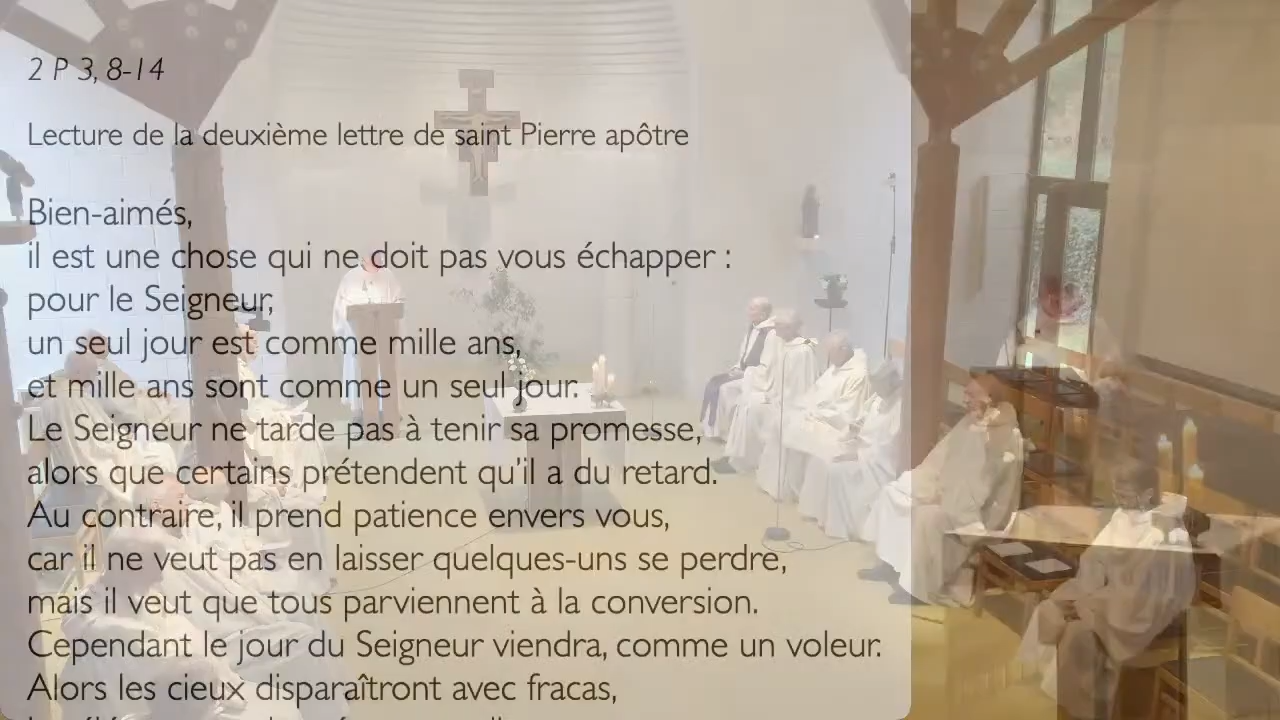 2 P 3, 8-14
Lecture de la deuxième lettre de saint Pierre apôtre
Bien-aimés,
il est une chose qui ne doit pas vous échapper :
pour le Seigneur,
un seul jour est comme mille ans,
et mille ans sont comme un seul jour.
Le Seigneur ne tarde pas à tenir sa promesse,
alors que certains prétendent qu’il a du retard.
Au contraire, il prend patience envers vous,
car il ne veut pas en laisser quelques-uns se perdre,
mais il veut que tous parviennent à la conversion.
Cependant le jour du Seigneur viendra, comme un voleur.
Alors les cieux disparaîtront avec fracas,